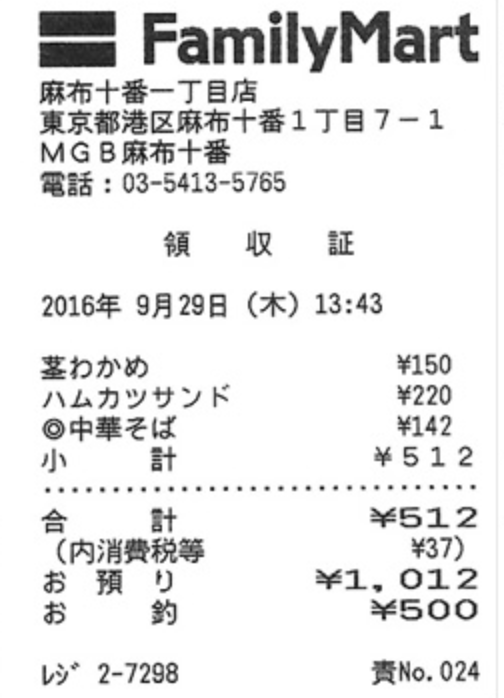 FamilyMart
麻布十番一丁目店
東京都港区麻布十番1丁目7-1
MGB麻布十番
電話:03-5413-5765
領 収 証
2016年 9月29日(木)13:43
茎わかめ ¥150
ハムカツサンド ¥220
◎中華そば ¥142
小 計 ¥512
合 計 ¥512
(内消費税等 ¥37)
お 預 り ¥1,012
お 釣 ¥500
レジ 2-7298 責No.024